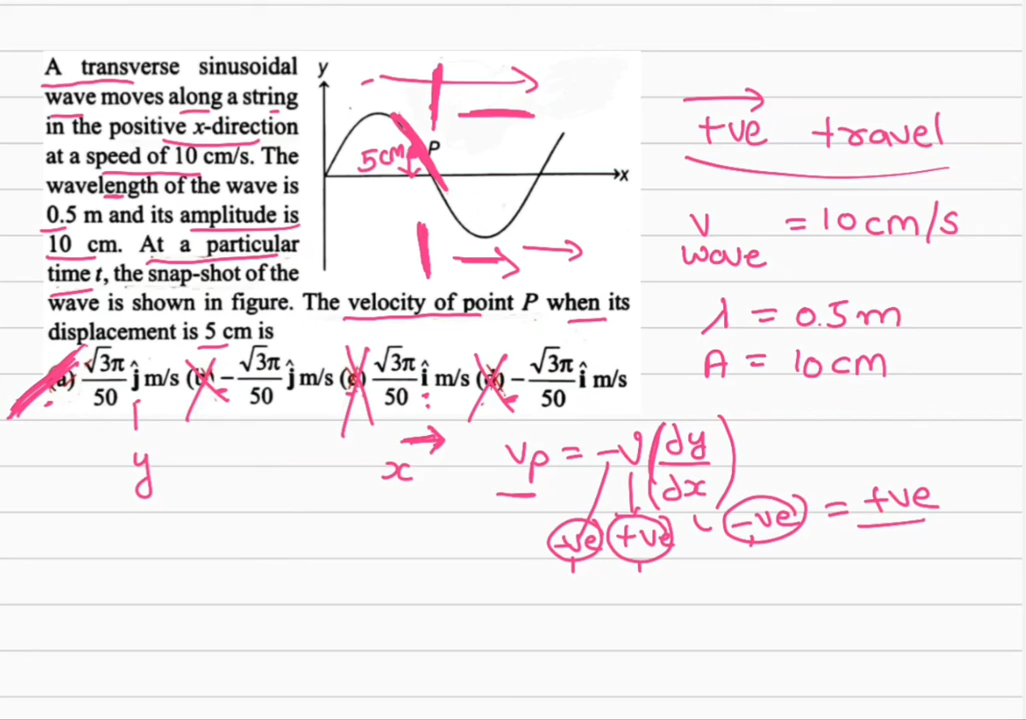 A transverse sinusoidal
wave moves along a string
in the positive x-direction
at a speed of 10 cm/s. The
wavelength of the wave is
0.5 m and its amplitude is
10 cm. At a particular
time t, the snap-shot of the
wave is shown in figure. The velocity of point P when its
displacement is 5 cm is
(a) √3π/50 ĵ m/s (b) −√3π/50 ĵ m/s (c) √3π/50 î m/s (d) −√3π/50 î m/s
y
5cm
P
x
+ve travel
v wave = 10 cm/s
λ = 0.5m
A = 10cm
y
x
vp = -v (dy/dx)
-ve +ve -ve = +ve